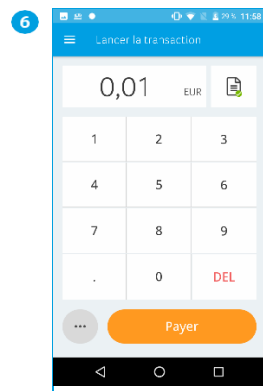 6
29 % 11:58
Lancer la transaction
0,01 EUR
1 2 3
4 5 6
7 8 9
. 0 DEL
... Payer